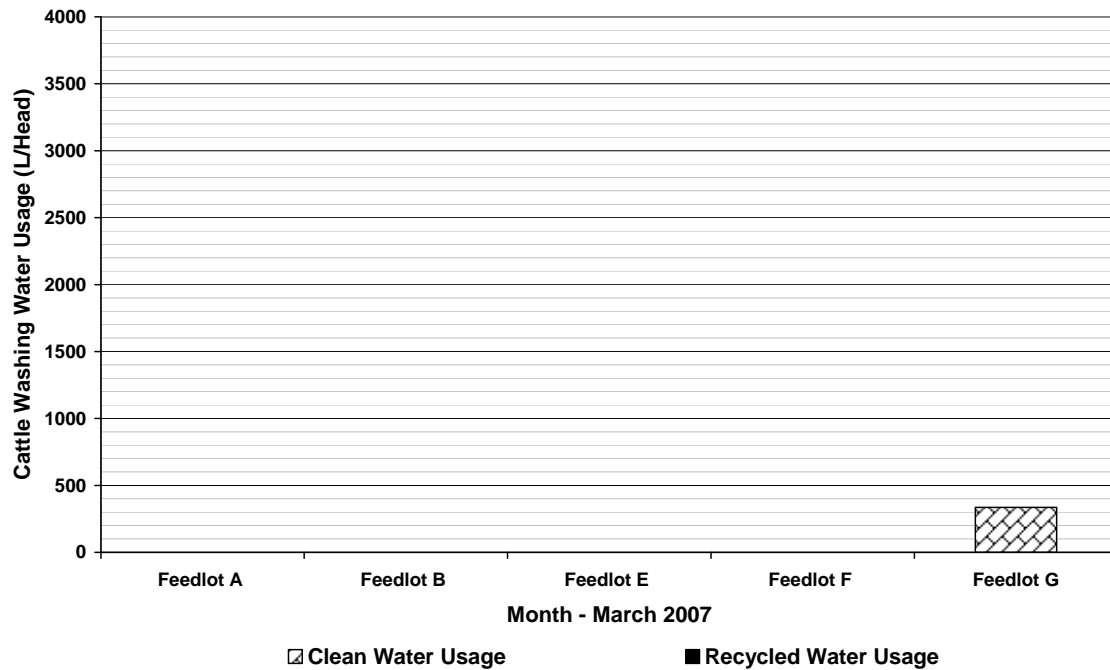 4000
3500
3000
2500
2000
1500
1000
500
0
Cattle Washing Water Usage (L/Head)
Feedlot A Feedlot B Feedlot E Feedlot F Feedlot G
Month - March 2007
Clean Water Usage Recycled Water Usage